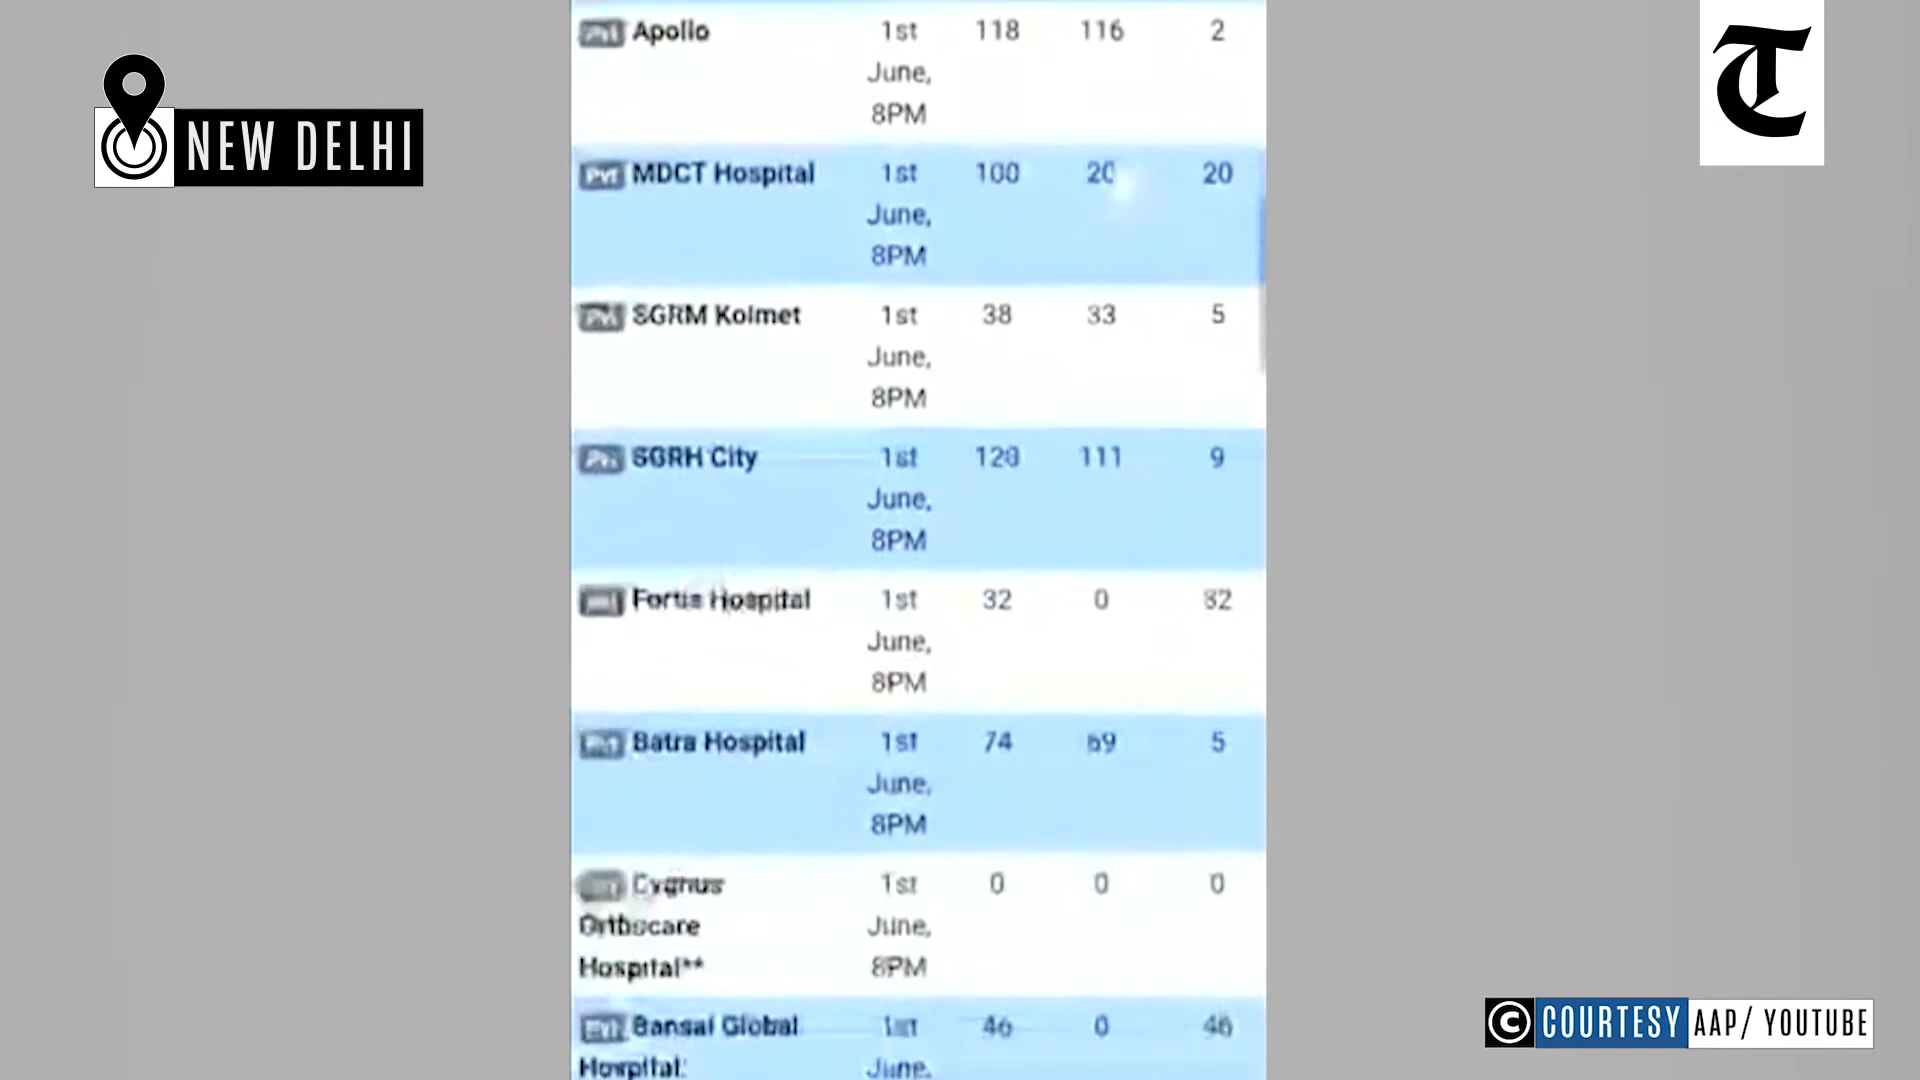 Apollo 1st 118 116 2
June,
8PM
NEW DELHI
T
Pvt MDCT Hospital 1st 100 20 20
June,
8PM
Pvt SGRM Kolmet 1st 38 33 5
June,
8PM
SGRH City 1st 120 111 9
June,
8PM
Fortis Hospital 1st 32 0 32
June,
8PM
Pvt Batra Hospital 1st 74 69 5
June,
8PM
Cygnus 1st 0 0 0
Orthocare June,
Hospital** 8PM
Pvt Bansal Global 1st 46 0 46
Hospital June,
© COURTESY AAP/ YOUTUBE